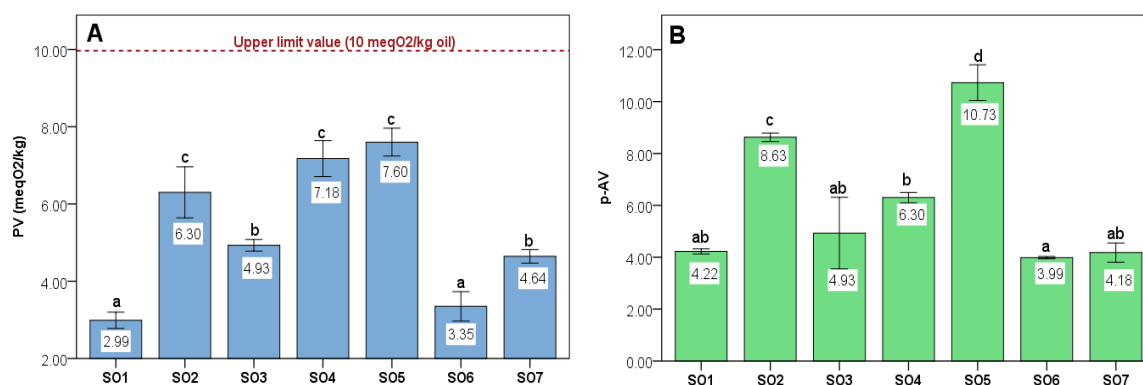 A
Upper limit value (10 meqO2/kg oil)
PV (meqO2/kg)
10.00
8.00
6.00
4.00
2.00
a
c
b
c
c
a
b
2.99
6.30
4.93
7.18
7.60
3.35
4.64
SO1 SO2 SO3 SO4 SO5 SO6 SO7
B
p-AV
12.00
10.00
8.00
6.00
4.00
2.00
0.00
ab
c
ab
b
d
a
ab
4.22
8.63
4.93
6.30
10.73
3.99
4.18
SO1 SO2 SO3 SO4 SO5 SO6 SO7